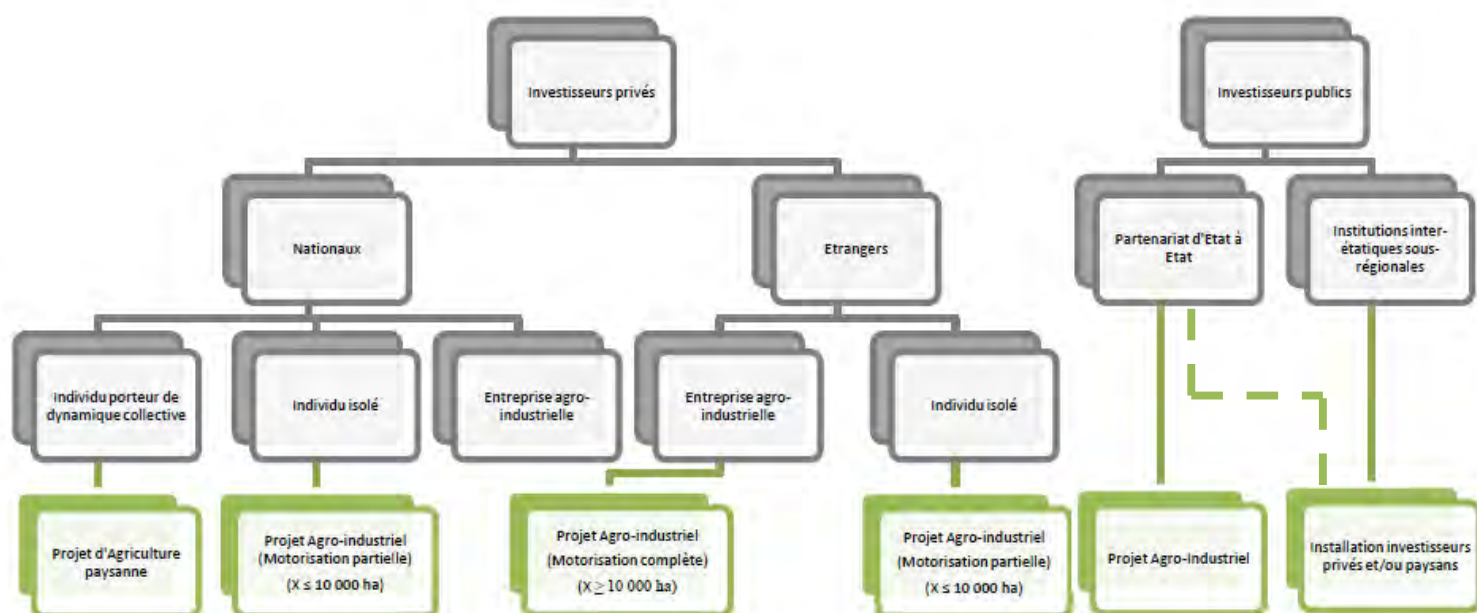 Investisseurs privés
Investisseurs publics
Nationaux
Etrangers
Partenariat d'Etat à
Etat
Institutions inter-
étatiques sous-
régionales
Individu porteur de
dynamique collective
Individu isolé
Entreprise agro-
industrielle
Entreprise agro-
industrielle
Individu isolé
Projet d'Agriculture
paysanne
Projet Agro-industriel
(Motorisation partielle)
(X ≤ 10 000 ha)
Projet Agro-industriel
(Motorisation complète)
(X ≥ 10 000 ha)
Projet Agro-industriel
(Motorisation partielle)
(X ≤ 10 000 ha)
Projet Agro-Industriel
Installation investisseurs
privés et/ou paysans